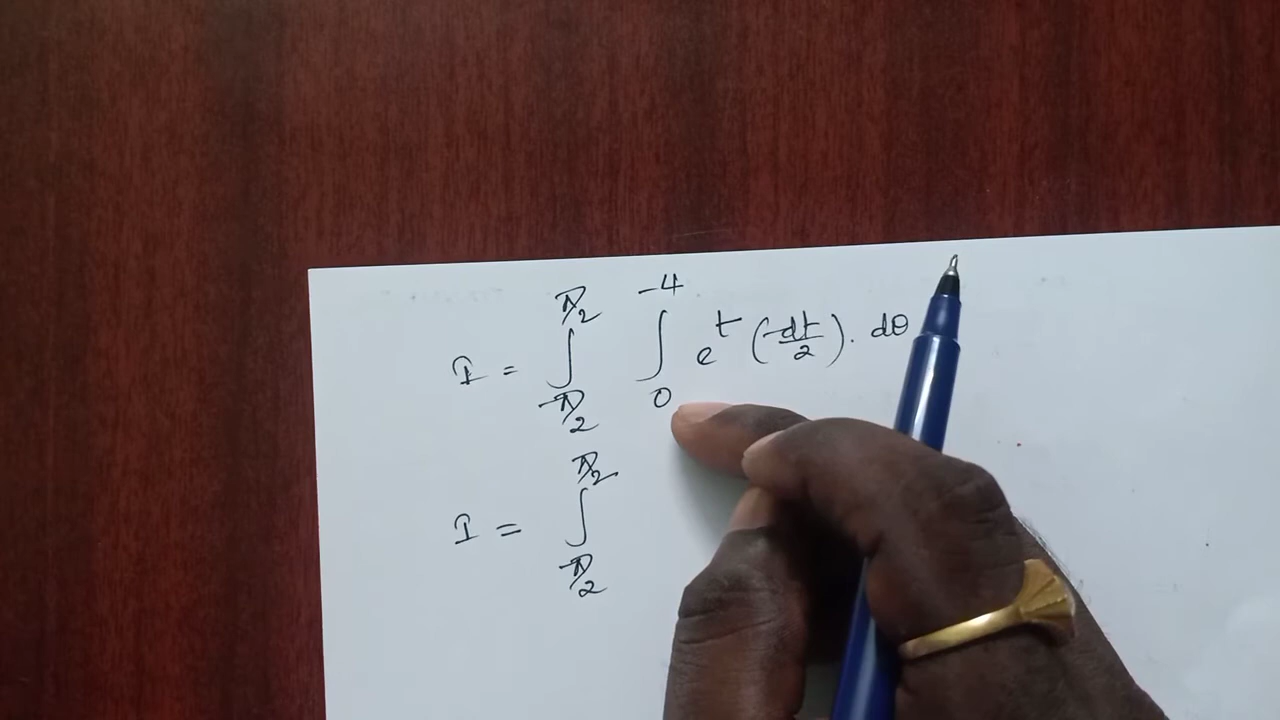 I = ∫_{-π/2}^{π/2} ∫_{0}^{-4} e^t (-dt/2). dθ
I = ∫_{-π/2}^{π/2}